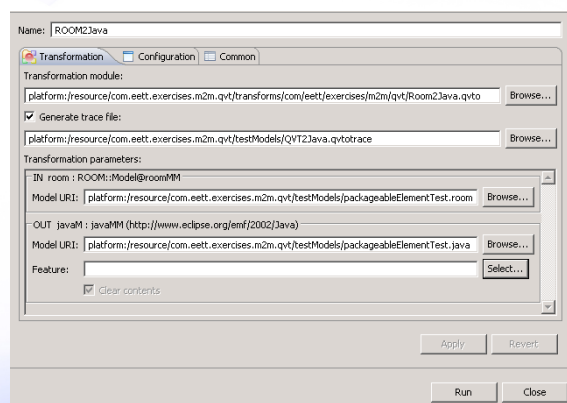 Name: ROOM2Java
Transformation Configuration Common
Transformation module:
platform:/resource/com.eett.exercises.m2m.qvt/transforms/com/eett/exercises/m2m/qvt/Room2Java.qvto Browse...
Generate trace file:
platform:/resource/com.eett.exercises.m2m.qvt/testModels/QVT2Java.qvtotrace Browse...
Transformation parameters:
IN room : ROOM::Model@roomMM
Model URI: platform:/resource/com.eett.exercises.m2m.qvt/testModels/packageableElementTest.room Browse...
OUT javaM : javaMM (http://www.eclipse.org/emf/2002/Java)
Model URI: platform:/resource/com.eett.exercises.m2m.qvt/testModels/packageableElementTest.java Browse...
Feature: Select...
Clear contents
Apply Revert
Run Close